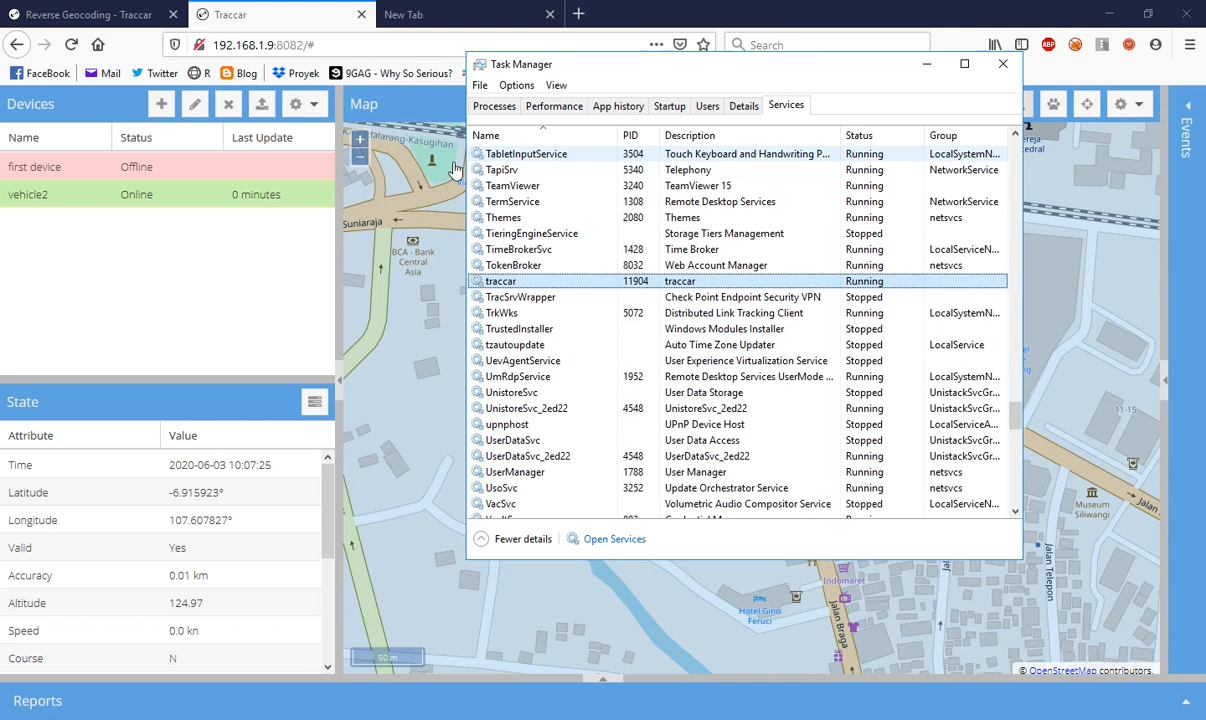 Reverse Geocoding - Traccar
Traccar
New Tab
192.168.1.9:8082/#
Search
FaceBook
Mail
Twitter
R
Blog
Proyek
9GAG - Why So Serious?
ABP
Devices
Name Status Last Update
first device Offline
vehicle2 Online 0 minutes
State
Attribute Value
Time 2020-06-03 10:07:25
Latitude -6.915923°
Longitude 107.607827°
Valid Yes
Accuracy 0.01 km
Altitude 124.97
Speed 0.0 kn
Course N
Map
Suniaraja
BCA - Bank
Central
Asia
50 m
Task Manager
File Options View
Processes Performance App history Startup Users Details Services
Name PID Description Status Group
TabletInputService 3504 Touch Keyboard and Handwriting P... Running LocalSystemN...
TapiSrv 5340 Telephony Running NetworkService
TeamViewer 3240 TeamViewer 15 Running
TermService 1308 Remote Desktop Services Running NetworkService
Themes 2080 Themes Running netsvcs
TieringEngineService Storage Tiers Management Stopped
TimeBrokerSvc 1428 Time Broker Running LocalServiceN...
TokenBroker 8032 Web Account Manager Running netsvcs
traccar 11904 traccar Running
TracSrvWrapper Check Point Endpoint Security VPN Stopped
TrkWks 5072 Distributed Link Tracking Client Running LocalSystemN...
TrustedInstaller Windows Modules Installer Stopped
tzautoupdate Auto Time Zone Updater Stopped LocalService
UevAgentService User Experience Virtualization Service Stopped
UmRdpService 1952 Remote Desktop Services UserMode ... Running LocalSystemN...
UnistoreSvc User Data Storage Stopped UnistackSvcGr...
UnistoreSvc_2ed22 4548 UnistoreSvc_2ed22 Running UnistackSvcGr...
upnphost UPnP Device Host Stopped LocalServiceA...
UserDataSvc User Data Access Stopped UnistackSvcGr...
UserDataSvc_2ed22 4548 UserDataSvc_2ed22 Running UnistackSvcGr...
UserManager 1788 User Manager Running netsvcs
UsoSvc 3252 Update Orchestrator Service Running netsvcs
VacSvc Volumetric Audio Compositor Service Stopped LocalServiceN...
Fewer details Open Services
Events
11-15
Museum
Siliwangi
Jalan Telepon
Indomaret
Jalan Braga
Hotel Gino
Feruci
© OpenStreetMap contributors.
Reports